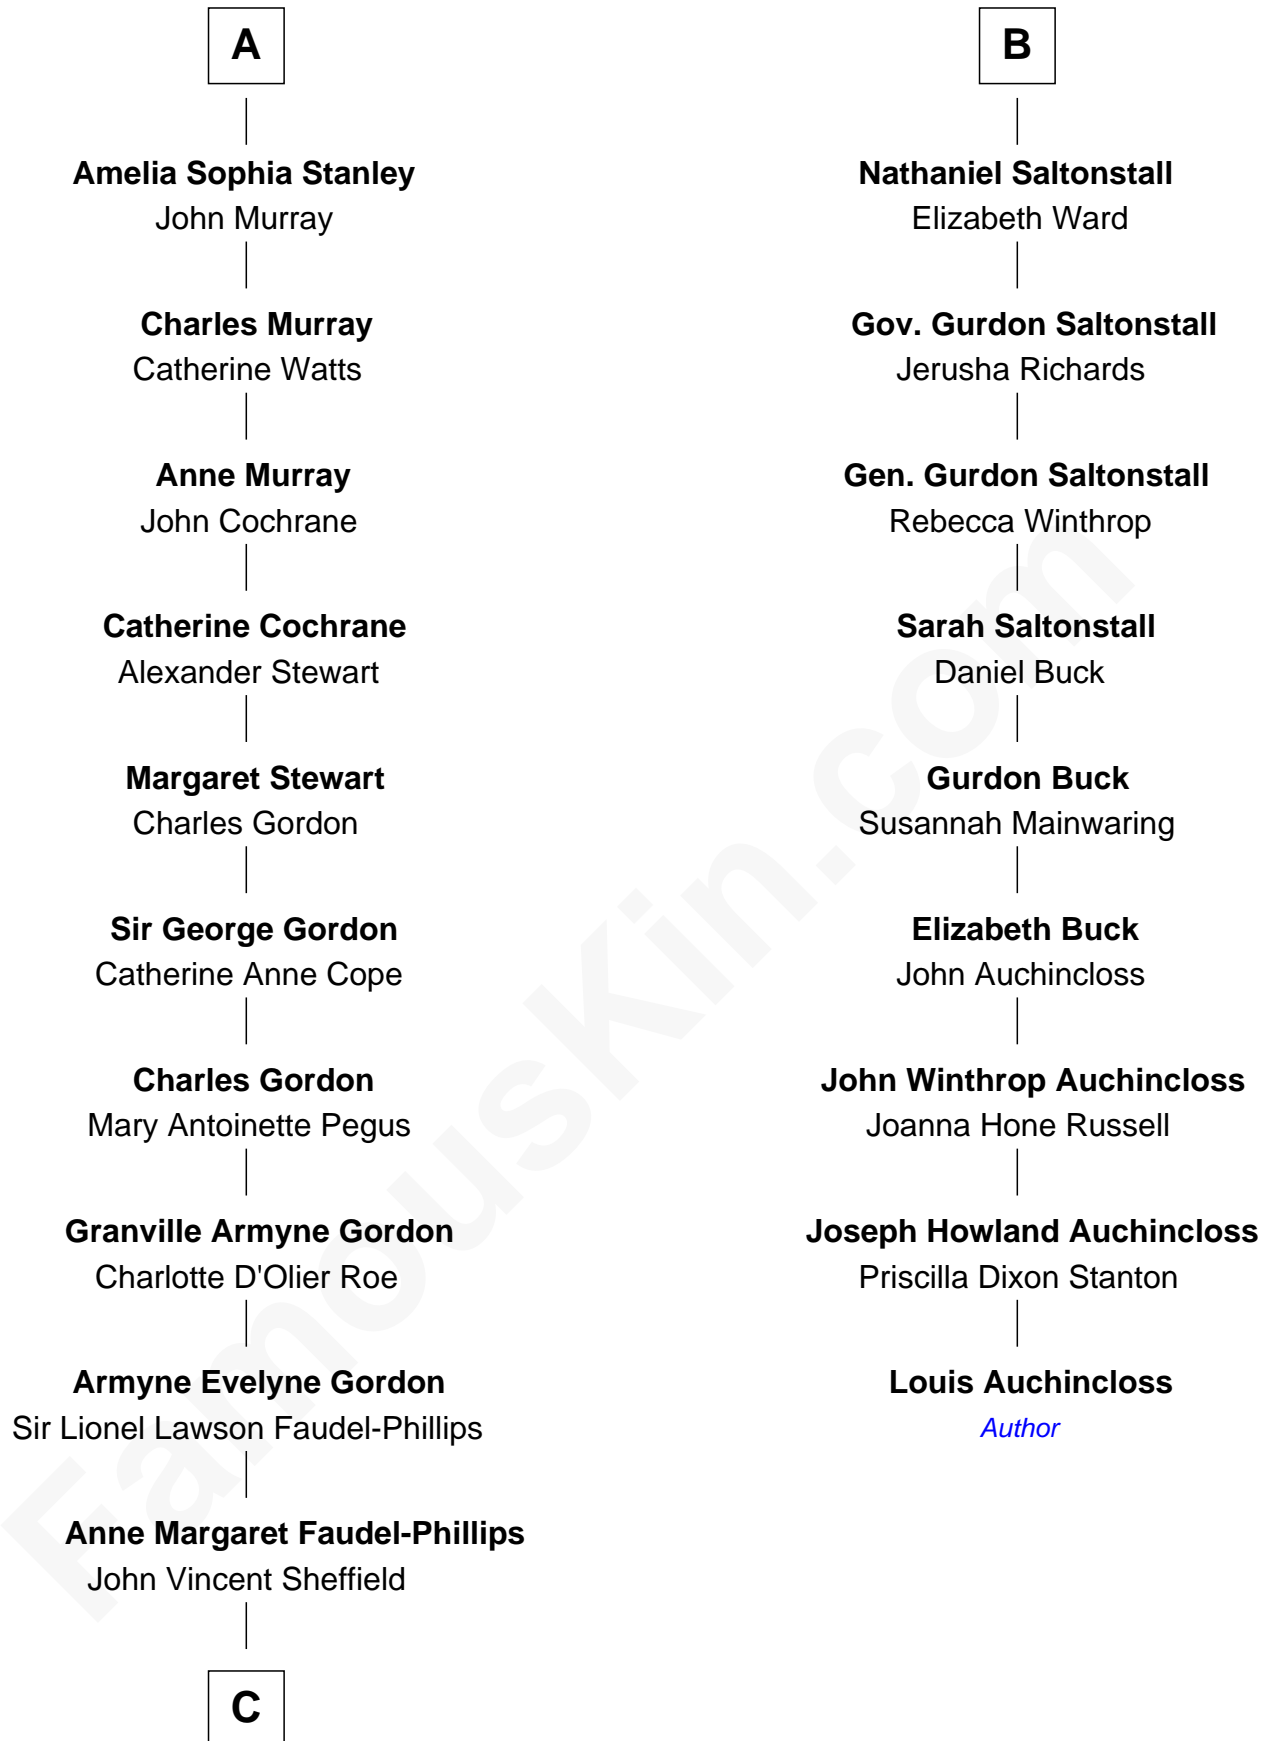 A
Amelia Sophia Stanley
John Murray
Charles Murray
Catherine Watts
Anne Murray
John Cochrane
Catherine Cochrane
Alexander Stewart
Margaret Stewart
Charles Gordon
Sir George Gordon
Catherine Anne Cope
Charles Gordon
Mary Antoinette Pegus
Granville Armyne Gordon
Charlotte D'Olier Roe
Armyne Evelyne Gordon
Sir Lionel Lawson Faudel-Phillips
Anne Margaret Faudel-Phillips
John Vincent Sheffield
C
B
Nathaniel Saltonstall
Elizabeth Ward
Gov. Gurdon Saltonstall
Jerusha Richards
Gen. Gurdon Saltonstall
Rebecca Winthrop
Sarah Saltonstall
Daniel Buck
Gurdon Buck
Susannah Mainwaring
Elizabeth Buck
John Auchincloss
John Winthrop Auchincloss
Joanna Hone Russell
Joseph Howland Auchincloss
Priscilla Dixon Stanton
Louis Auchincloss
Author
FamousKin.com